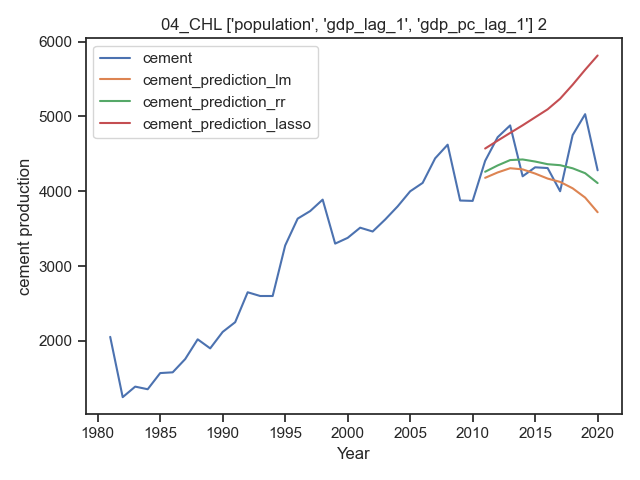 04_CHL ['population', 'gdp_lag_1', 'gdp_pc_lag_1'] 2
cement
cement_prediction_lm
cement_prediction_rr
cement_prediction_lasso
cement production
6000
5000
4000
3000
2000
1980 1985 1990 1995 2000 2005 2010 2015 2020
Year